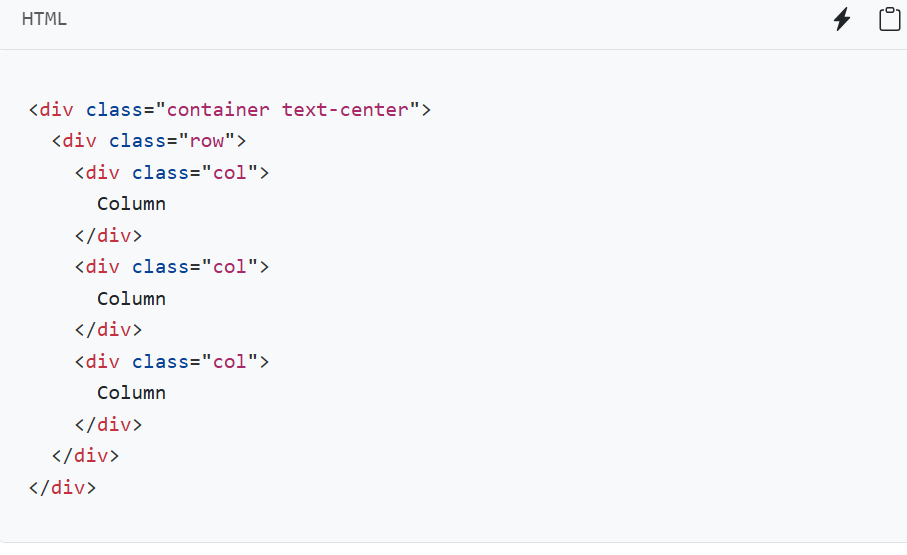 HTML
<div class="container text-center">
  <div class="row">
    <div class="col">
      Column
    </div>
    <div class="col">
      Column
    </div>
    <div class="col">
      Column
    </div>
  </div>
</div>